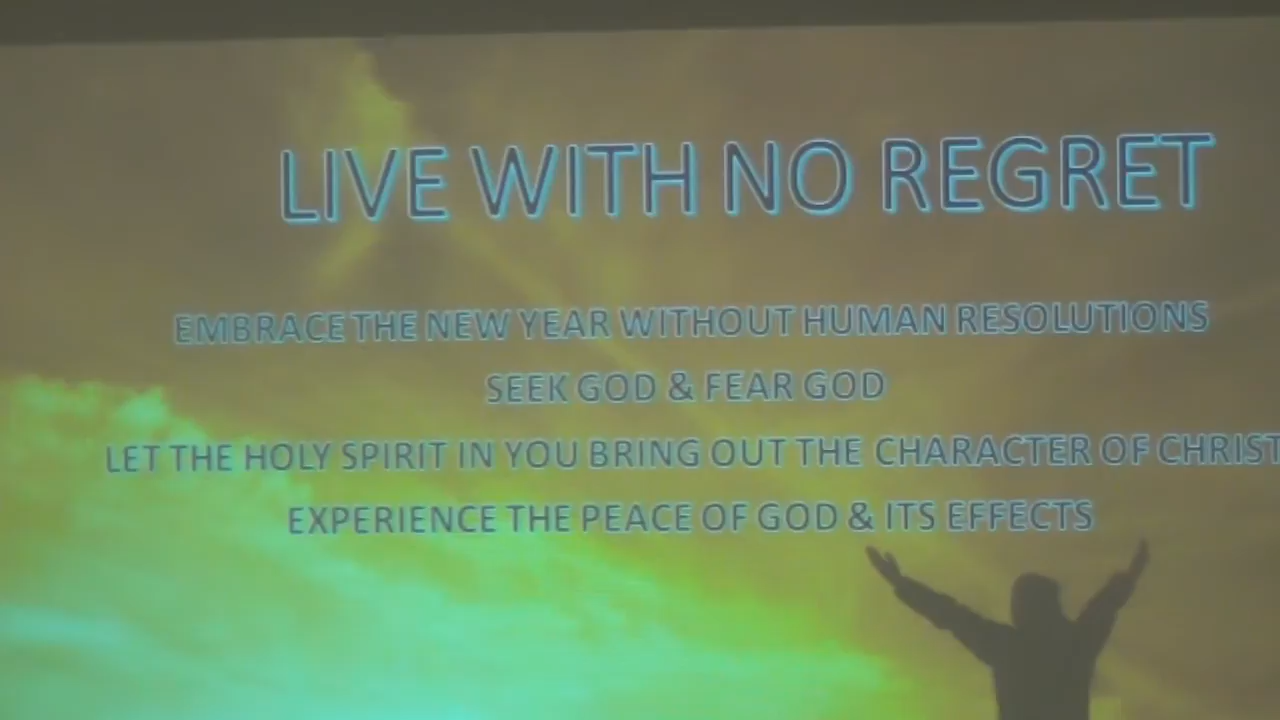 LIVE WITH NO REGRET
EMBRACE THE NEW YEAR WITHOUT HUMAN RESOLUTIONS
SEEK GOD & FEAR GOD
LET THE HOLY SPIRIT IN YOU BRING OUT THE CHARACTER OF CHRIST
EXPERIENCE THE PEACE OF GOD & ITS EFFECTS